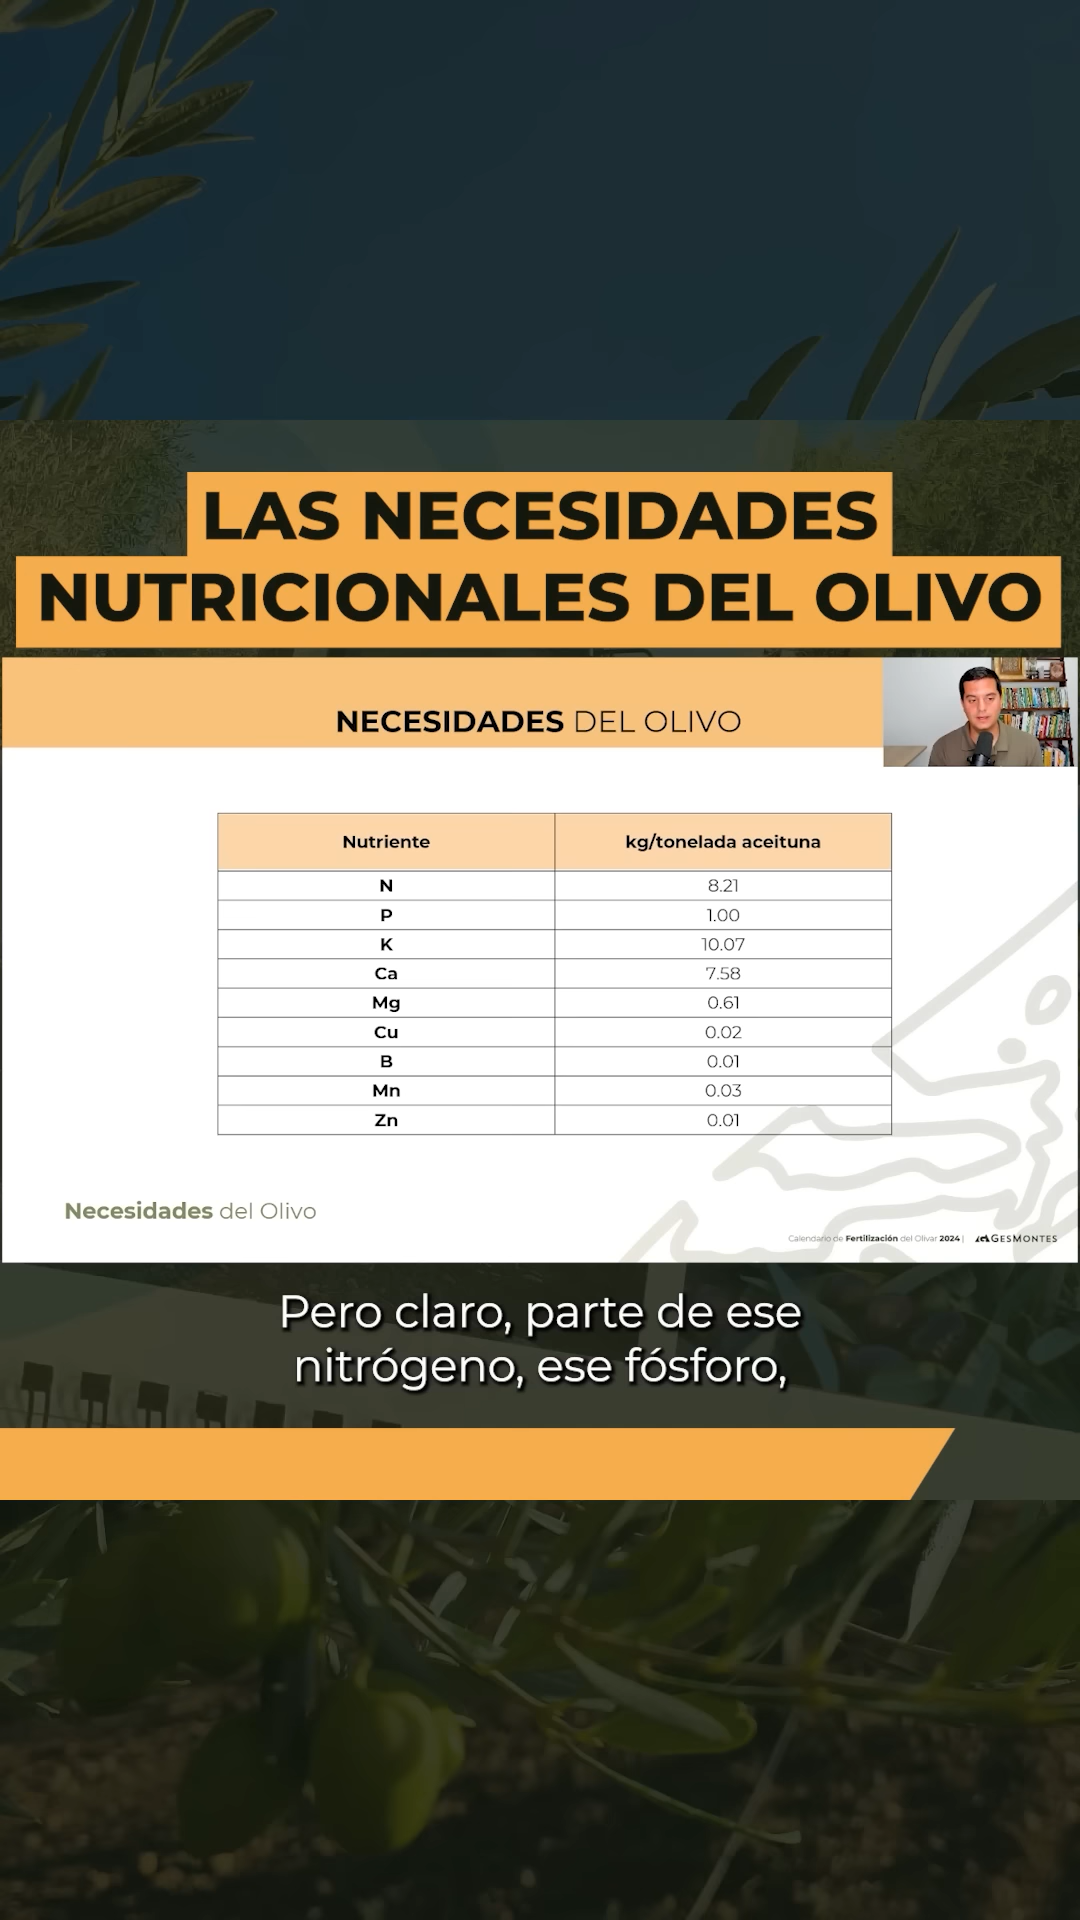 LAS NECESIDADES
NUTRICIONALES DEL OLIVO
NECESIDADES DEL OLIVO
Nutriente kg/tonelada aceituna
N 8.21
P 1.00
K 10.07
Ca 7.58
Mg 0.61
Cu 0.02
B 0.01
Mn 0.03
Zn 0.01
Necesidades del Olivo
Calendario de Fertilización del Olivar 2024 | GESMONTES
Pero claro, parte de ese
nitrógeno, ese fósforo,